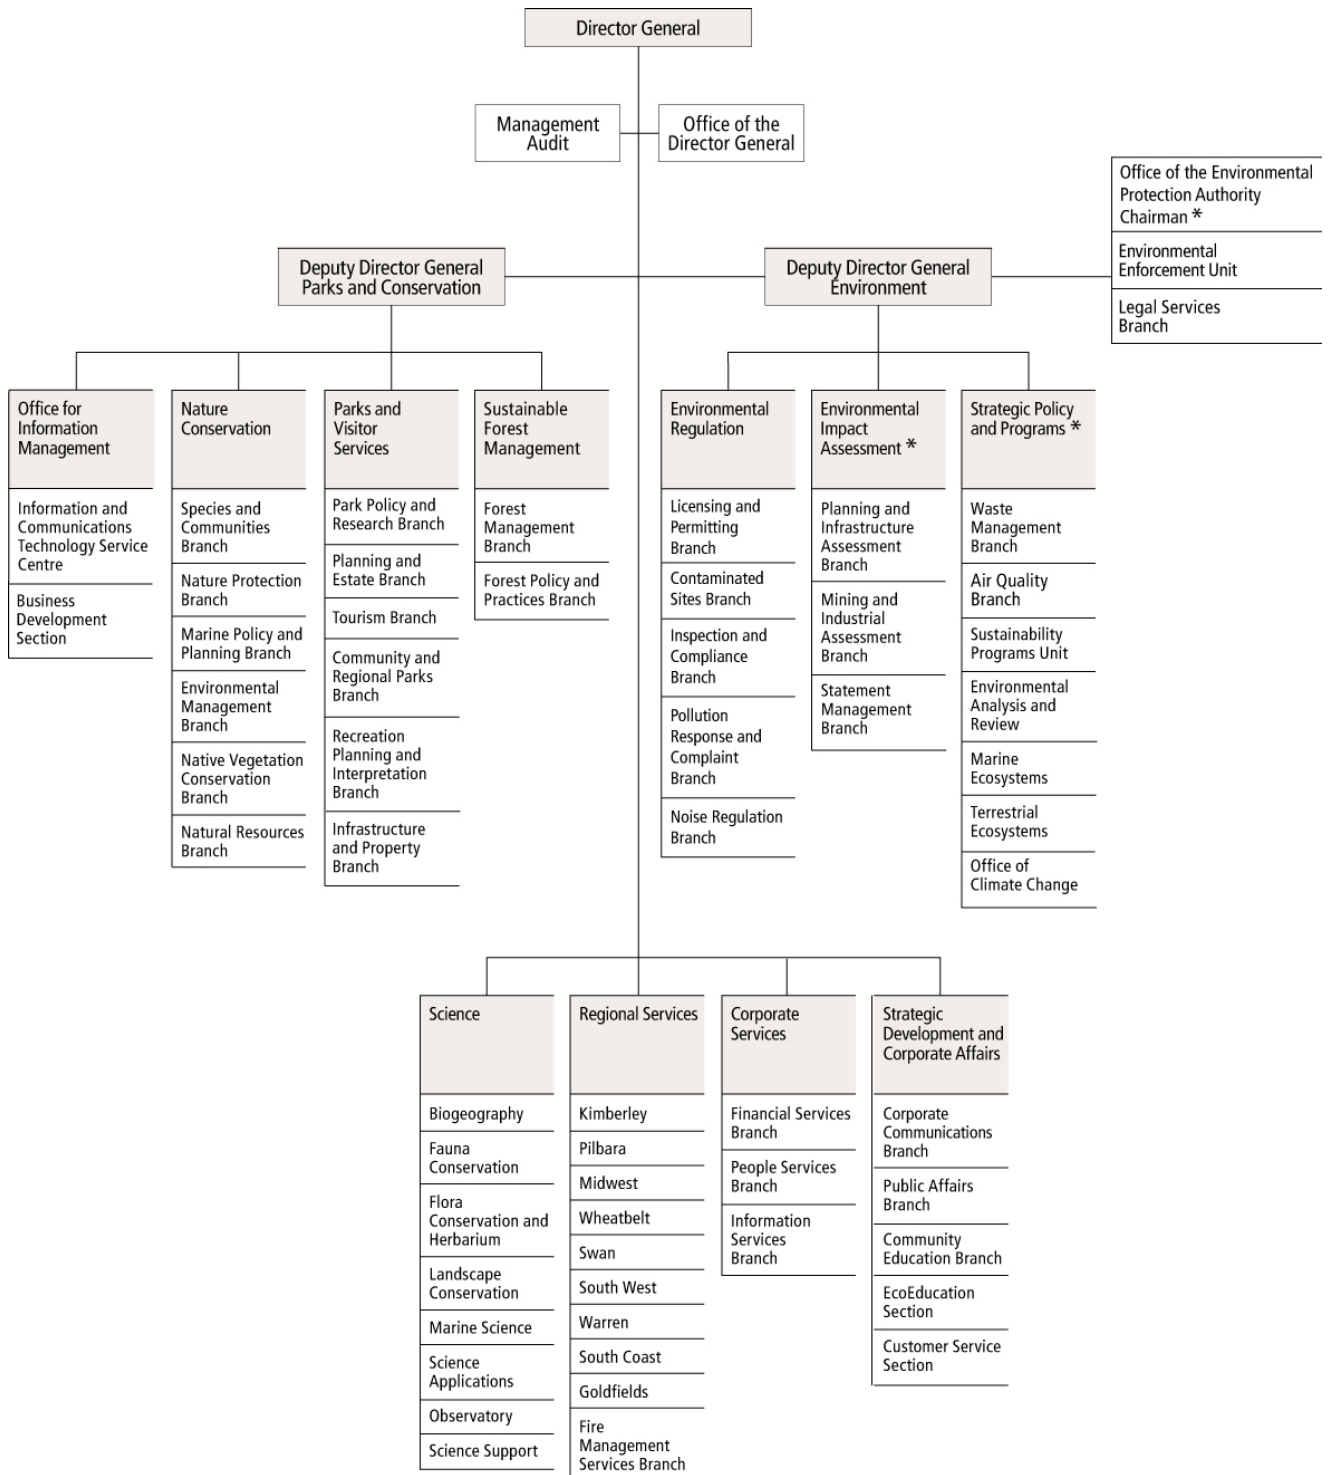 Director General
Management
Audit
Office of the
Director General
Office of the Environmental
Protection Authority
Chairman *
Environmental
Enforcement Unit
Legal Services
Branch
Deputy Director General
Parks and Conservation
Deputy Director General
Environment
Office for
Information
Management
Information and
Communications
Technology Service
Centre
Business
Development
Section
Nature
Conservation
Species and
Communities
Branch
Nature Protection
Branch
Marine Policy and
Planning Branch
Environmental
Management
Branch
Native Vegetation
Conservation
Branch
Natural Resources
Branch
Parks and
Visitor
Services
Park Policy and
Research Branch
Planning and
Estate Branch
Tourism Branch
Community and
Regional Parks
Branch
Recreation
Planning and
Interpretation
Branch
Infrastructure
and Property
Branch
Sustainable
Forest
Management
Forest
Management
Branch
Forest Policy and
Practices Branch
Environmental
Regulation
Licensing and
Permitting
Branch
Contaminated
Sites Branch
Inspection and
Compliance
Branch
Pollution
Response and
Complaint
Branch
Noise Regulation
Branch
Environmental
Impact
Assessment *
Planning and
Infrastructure
Assessment
Branch
Mining and
Industrial
Assessment
Branch
Statement
Management
Branch
Strategic Policy
and Programs *
Waste
Management
Branch
Air Quality
Branch
Sustainability
Programs Unit
Environmental
Analysis and
Review
Marine
Ecosystems
Terrestrial
Ecosystems
Office of
Climate Change
Science
Biogeography
Fauna
Conservation
Flora
Conservation and
Herbarium
Landscape
Conservation
Marine Science
Science
Applications
Observatory
Science Support
Regional Services
Kimberley
Pilbara
Midwest
Wheatbelt
Swan
South West
Warren
South Coast
Goldfields
Fire
Management
Services Branch
Corporate
Services
Financial Services
Branch
People Services
Branch
Information
Services
Branch
Strategic
Development and
Corporate Affairs
Corporate
Communications
Branch
Public Affairs
Branch
Community
Education Branch
EcoEducation
Section
Customer Service
Section